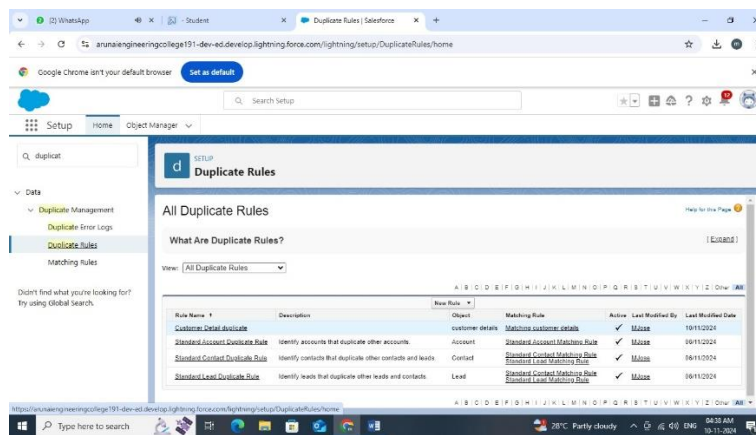 (2) WhatsApp
- Student
Duplicate Rules | Salesforce
arunaiengineeringcollege191-dev-ed.develop.lightning.force.com/lightning/setup/DuplicateRules/home
Google Chrome isn't your default browser
Set as default
Search Setup
Setup
Home
Object Manager
duplicat
SETUP
Duplicate Rules
Data
Duplicate Management
Duplicate Error Logs
Duplicate Rules
Matching Rules
Didn't find what you're looking for?
Try using Global Search.
All Duplicate Rules
Help for this Page
What Are Duplicate Rules?
[ Expand ]
View: All Duplicate Rules
A | B | C | D | E | F | G | H | I | J | K | L | M | N | O | P | Q | R | S | T | U | V | W | X | Y | Z | Other All
New Rule
Rule Name Description Object Matching Rule Active Last Modified By Last Modified Date
Customer Detail duplicate customer details Matching customer details MJose 10/11/2024
Standard Account Duplicate Rule Identify accounts that duplicate other accounts. Account Standard Account Matching Rule MJose 06/11/2024
Standard Contact Duplicate Rule Identify contacts that duplicate other contacts and leads. Contact Standard Contact Matching Rule MJose 06/11/2024
Standard Lead Matching Rule
Standard Lead Duplicate Rule Identify leads that duplicate other leads and contacts. Lead Standard Contact Matching Rule MJose 06/11/2024
Standard Lead Matching Rule
A | B | C | D | E | F | G | H | I | J | K | L | M | N | O | P | Q | R | S | T | U | V | W | X | Y | Z | Other All
https://arunaiengineeringcollege191-dev-ed.develop.lightning.force.com/lightning/setup/DuplicateRules/home
Type here to search
28°C Partly cloudy
ENG
04:38 AM
10-11-2024